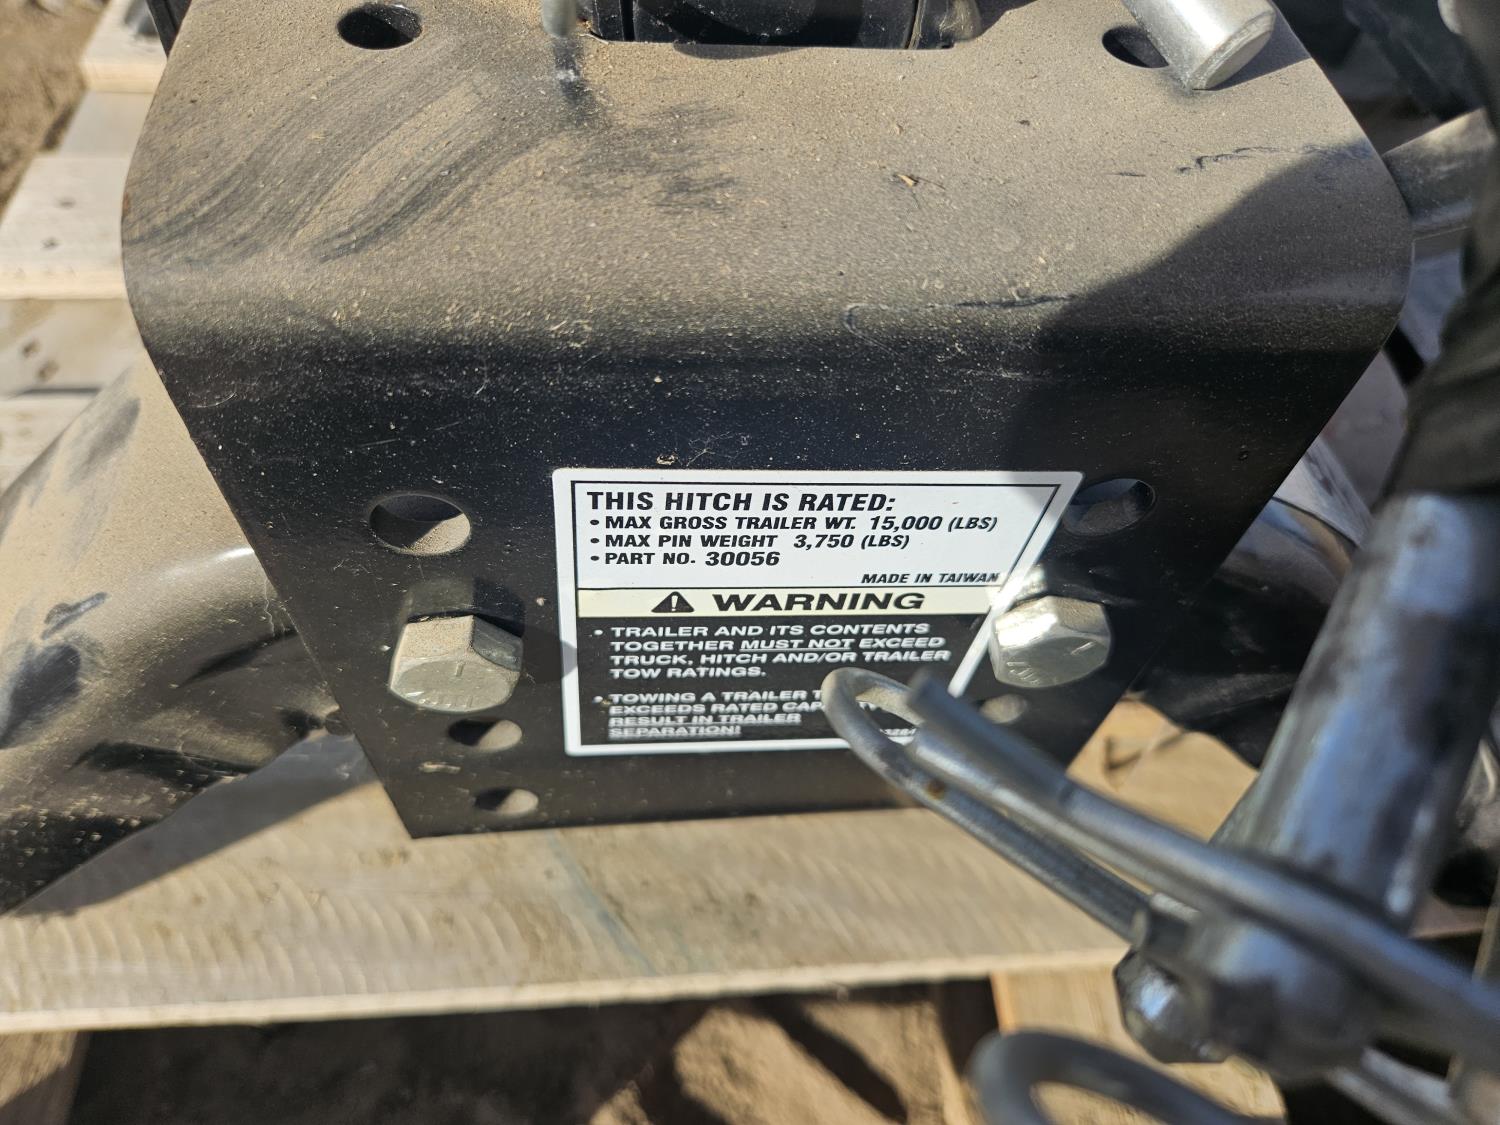 THIS HITCH IS RATED:
• MAX GROSS TRAILER WT. 15,000 (LBS)
• MAX PIN WEIGHT 3,750 (LBS)
• PART NO. 30056
MADE IN TAIWAN
WARNING
• TRAILER AND ITS CONTENTS
TOGETHER MUST NOT EXCEED
TRUCK, HITCH AND/OR TRAILER
TOW RATINGS.
• TOWING A TRAILER
EXCEEDS RATED
RESULT IN TRAILER
SEPARATION!